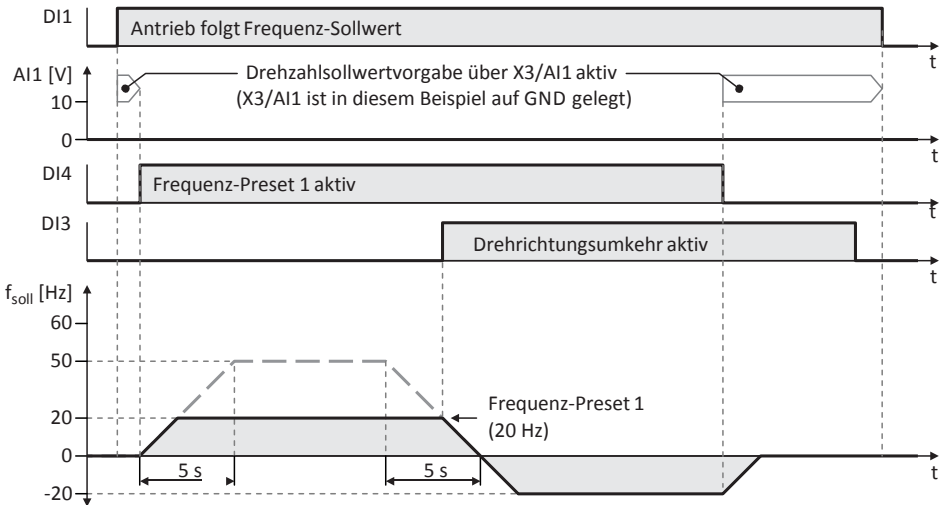 DI1
Antrieb folgt Frequenz-Sollwert
t
AI1 [V]
Drehzahlsollwertvorgabe über X3/AI1 aktiv
10
(X3/AI1 ist in diesem Beispiel auf GND gelegt)
0
t
DI4
Frequenz-Preset 1 aktiv
t
DI3
Drehrichtungsumkehr aktiv
t
fsoll [Hz]
60
50
20
Frequenz-Preset 1
(20 Hz)
0
5 s
5 s
t
-20